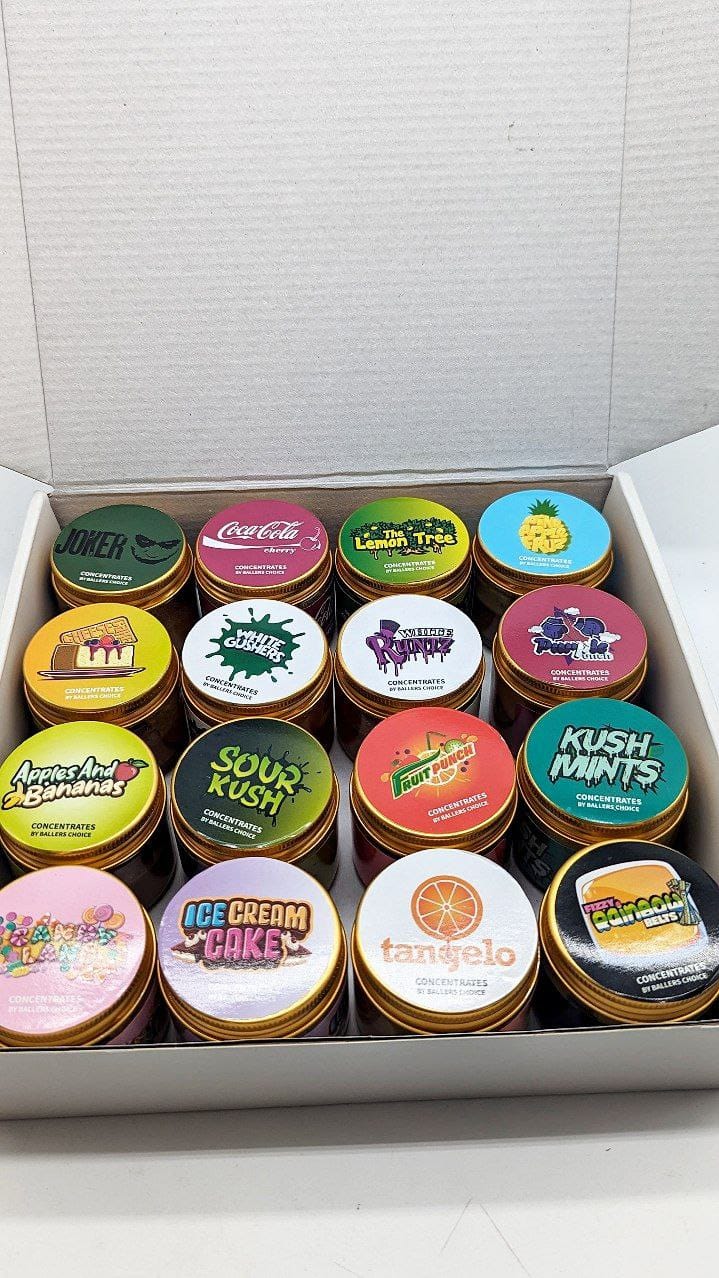 JOKER
CONCENTRATES
BY BALLERS CHOICE
Coca-Cola
cherry
CONCENTRATES
BY BALLERS CHOICE
The
Lemon Tree
CONCENTRATES
BY BALLERS CHOICE
CONCENTRATES
BY BALLERS CHOICE
CHEESE
CONCENTRATES
BY BALLERS CHOICE
WHITE
GUSHERS
CONCENTRATES
BY BALLERS CHOICE
WHITE
RUNTZ
CONCENTRATES
BY BALLERS CHOICE
Purple
Punch
CONCENTRATES
BY BALLERS CHOICE
Apples And
Bananas
CONCENTRATES
BY BALLERS CHOICE
SOUR
KUSH
CONCENTRATES
BY BALLERS CHOICE
FRUIT PUNCH
CONCENTRATES
BY BALLERS CHOICE
KUSH
MINTS
CONCENTRATES
BY BALLERS CHOICE
CONCENTRATES
BY BALLERS CHOICE
ICE CREAM
CAKE
tangelo
CONCENTRATES
BY BALLERS CHOICE
FIZZY
Rainbow
BELTS
CONCENTRATES
BY BALLERS CHOICE